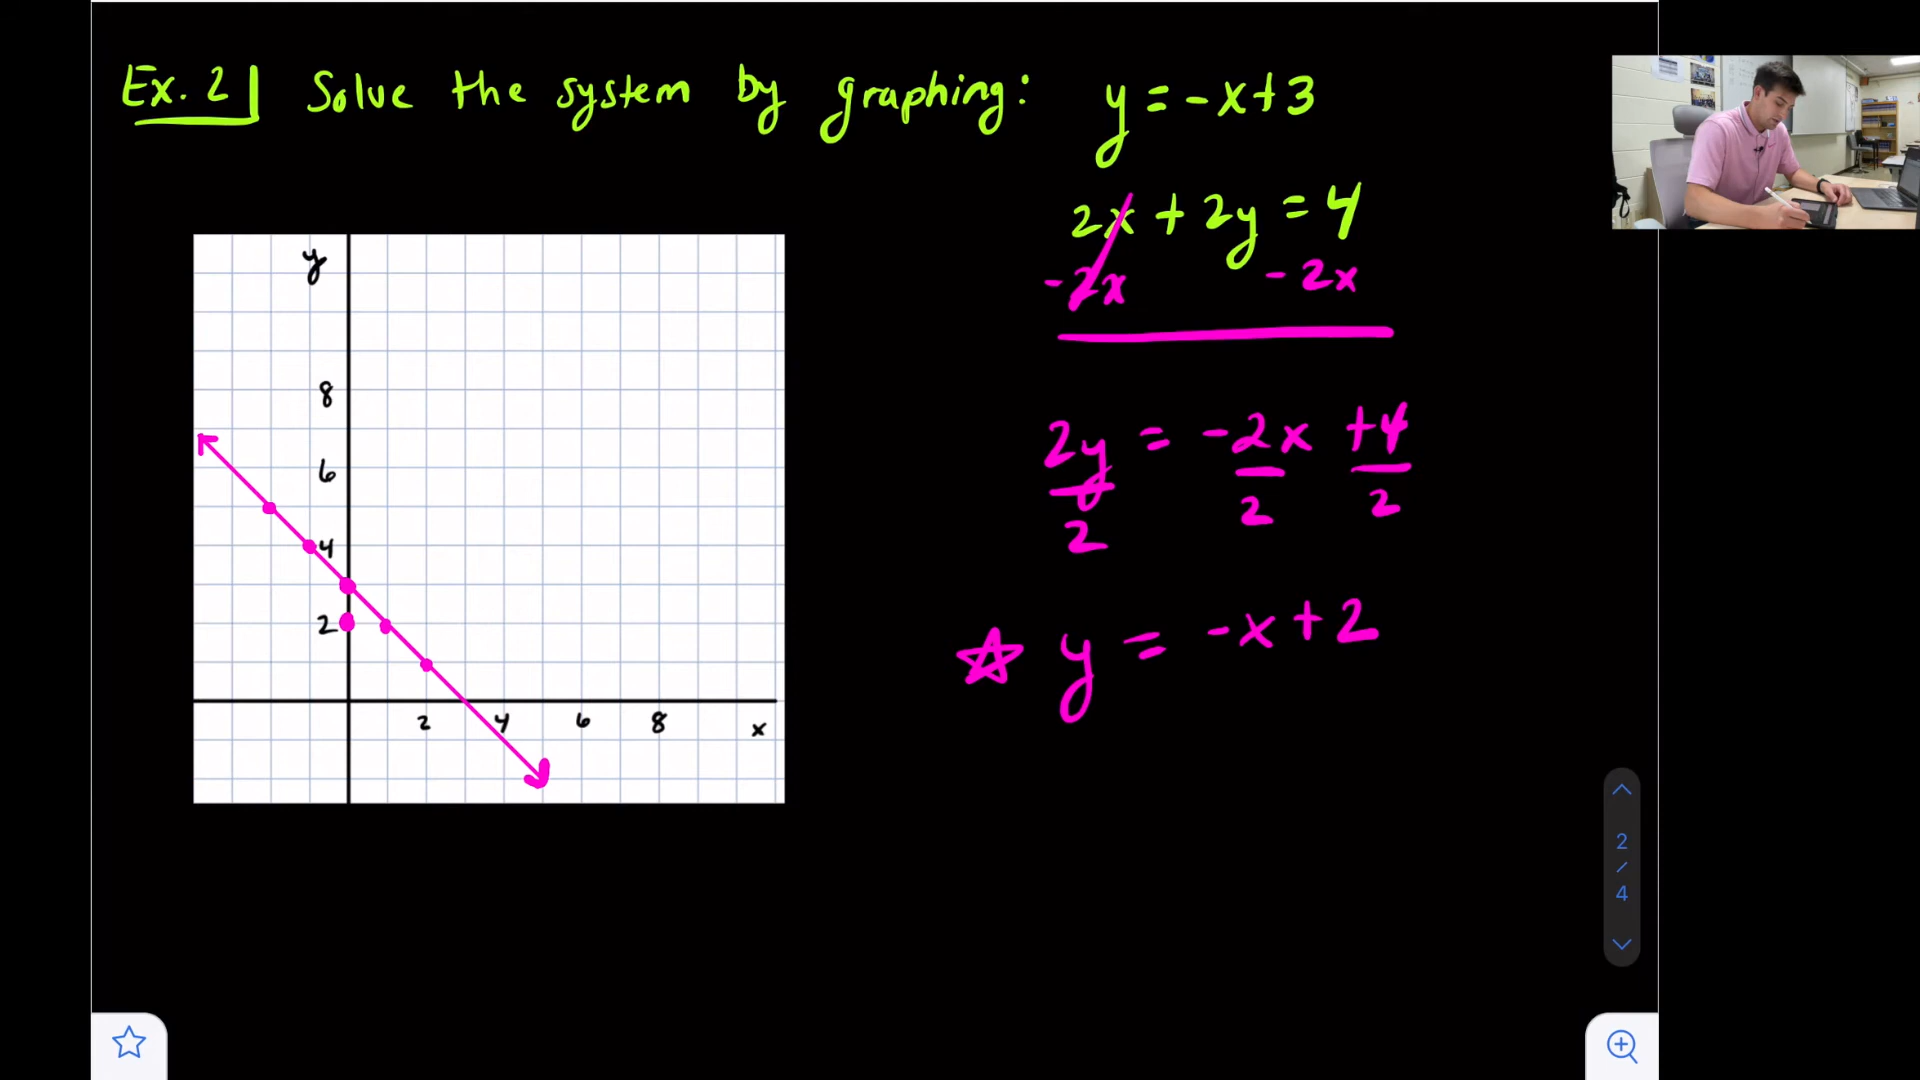 Ex. 2 Solve the system by graphing: y = -x+3
2x + 2y = 4
-2x - 2x
2y = -2x +4
2 2 2
☆ y = -x+2
y
8
6
4
2
2 4 6 8 x
2
/
4